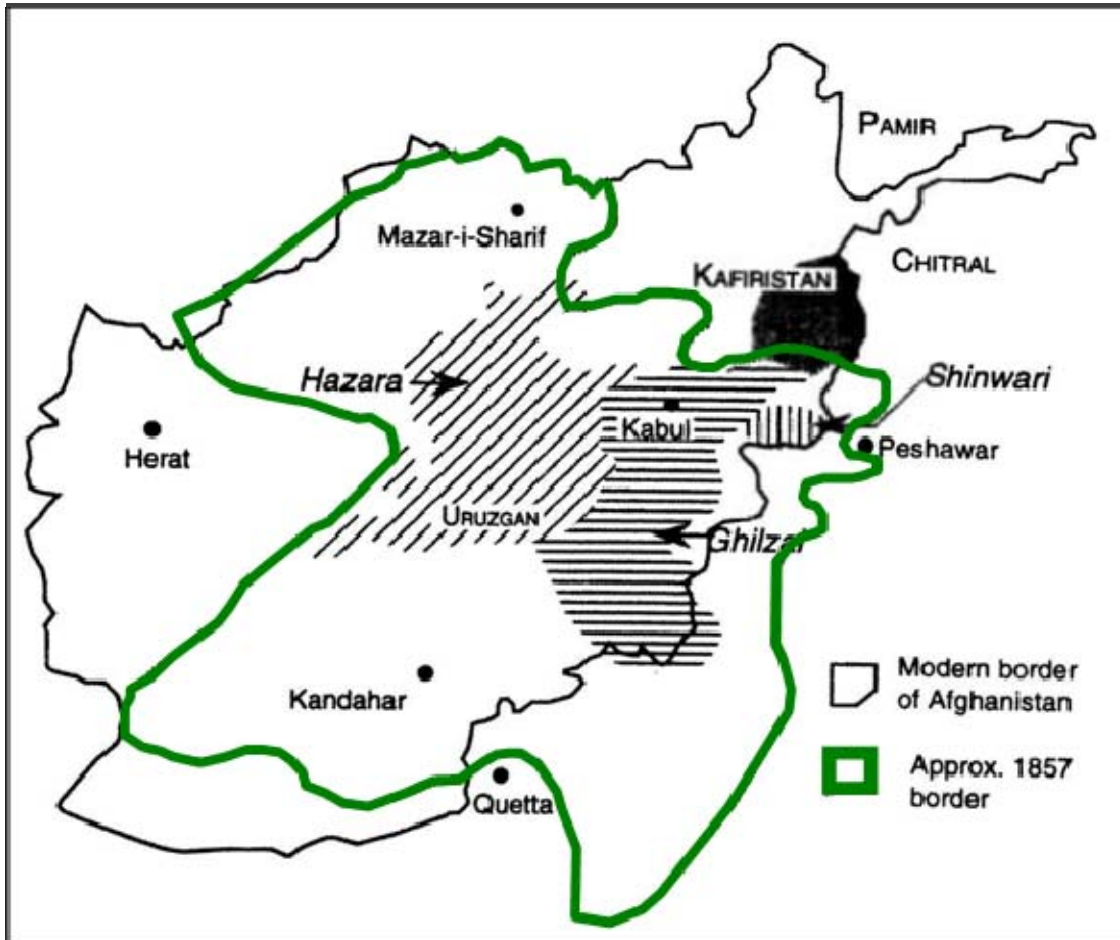 PAMIR
Mazar-i-Sharif
KAFIRISTAN
CHITRAL
Hazara
Shinwari
Herat
Kabul
Peshawar
URUZGAN
Ghilzai
Kandahar
Quetta
Modern border
of Afghanistan
Approx. 1857
border